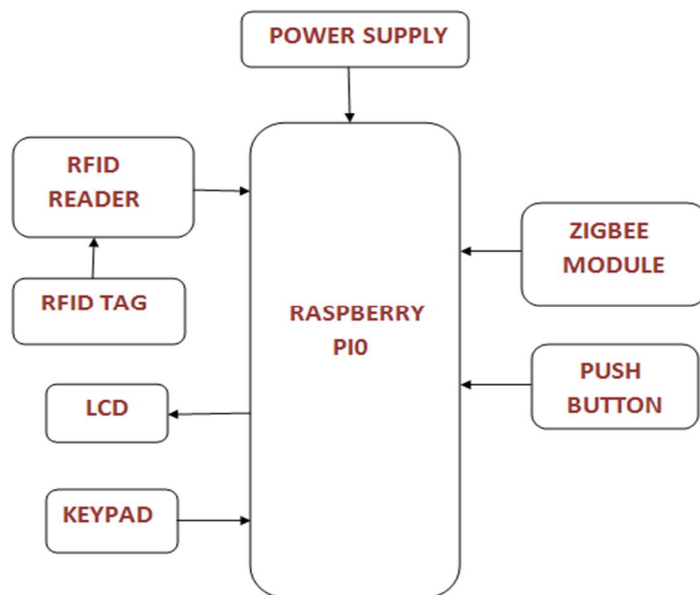 POWER SUPPLY
RFID
READER
RFID TAG
LCD
KEYPAD
RASPBERRY
PI0
ZIGBEE
MODULE
PUSH
BUTTON